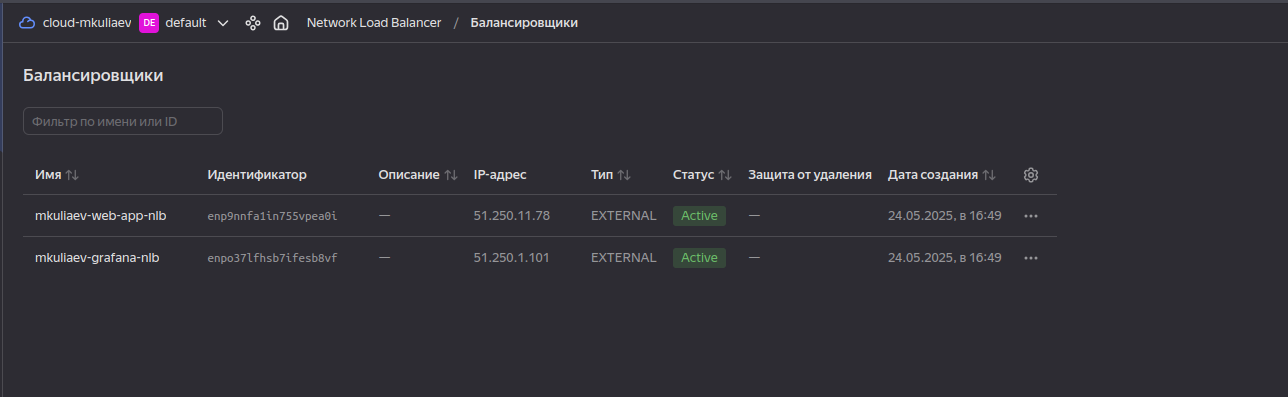 cloud-mkuliaev DE default Network Load Balancer / Балансировщики
Балансировщики
Фильтр по имени или ID
Имя Идентификатор Описание IP-адрес Тип Статус Защита от удаления Дата создания
mkuliaev-web-app-nlb enp9nnfa1in755vpea0i — 51.250.11.78 EXTERNAL Active — 24.05.2025, в 16:49
mkuliaev-grafana-nlb enpo37lfhsb7ifesb8vf — 51.250.1.101 EXTERNAL Active — 24.05.2025, в 16:49